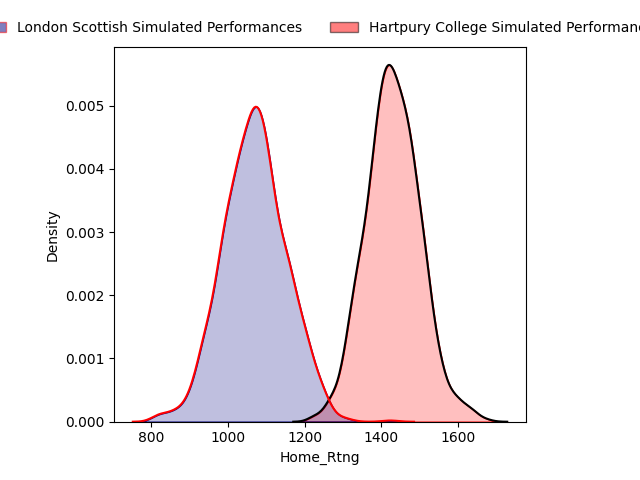 London Scottish Simulated Performances
Hartpury College Simulated
Density
0.005
0.004
0.003
0.002
0.001
0.000
800 1000 1200 1400 1600
Home_Rtng